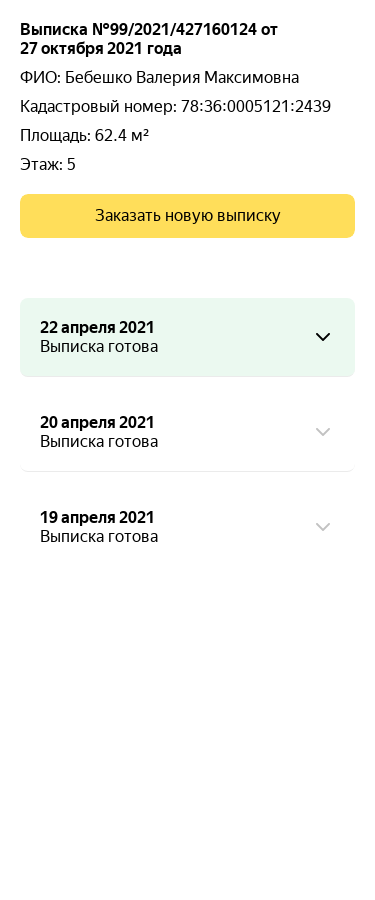 Выписка №99/2021/427160124 от
27 октября 2021 года
ФИО: Бебешко Валерия Максимовна
Кадастровый номер: 78:36:0005121:2439
Площадь: 62.4 м²
Этаж: 5
Заказать новую выписку
22 апреля 2021
Выписка готова
20 апреля 2021
Выписка готова
19 апреля 2021
Выписка готова